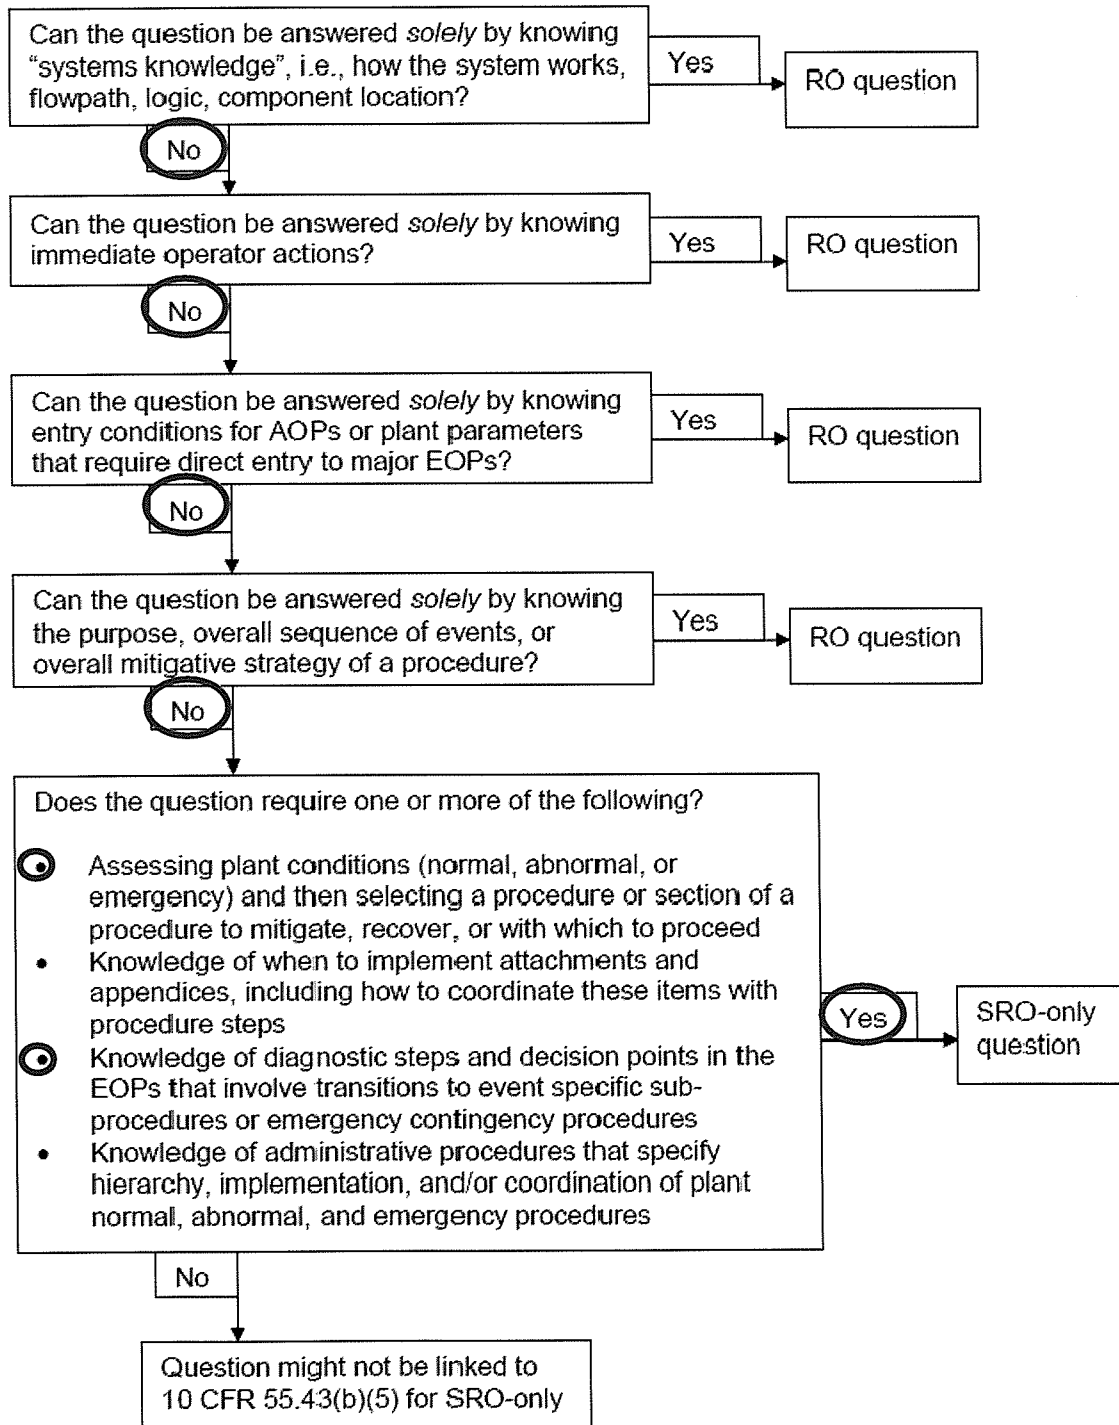 Can the question be answered solely by knowing
"systems knowledge", i.e., how the system works,
flowpath, logic, component location?
Yes
RO question
No
Can the question be answered solely by knowing
immediate operator actions?
Yes
RO question
No
Can the question be answered solely by knowing
entry conditions for AOPs or plant parameters
that require direct entry to major EOPs?
Yes
RO question
No
Can the question be answered solely by knowing
the purpose, overall sequence of events, or
overall mitigative strategy of a procedure?
Yes
RO question
No
Does the question require one or more of the following?
• Assessing plant conditions (normal, abnormal, or
emergency) and then selecting a procedure or section of a
procedure to mitigate, recover, or with which to proceed
• Knowledge of when to implement attachments and
appendices, including how to coordinate these items with
procedure steps
• Knowledge of diagnostic steps and decision points in the
EOPs that involve transitions to event specific sub-
procedures or emergency contingency procedures
• Knowledge of administrative procedures that specify
hierarchy, implementation, and/or coordination of plant
normal, abnormal, and emergency procedures
Yes
SRO-only
question
No
Question might not be linked to
10 CFR 55.43(b)(5) for SRO-only